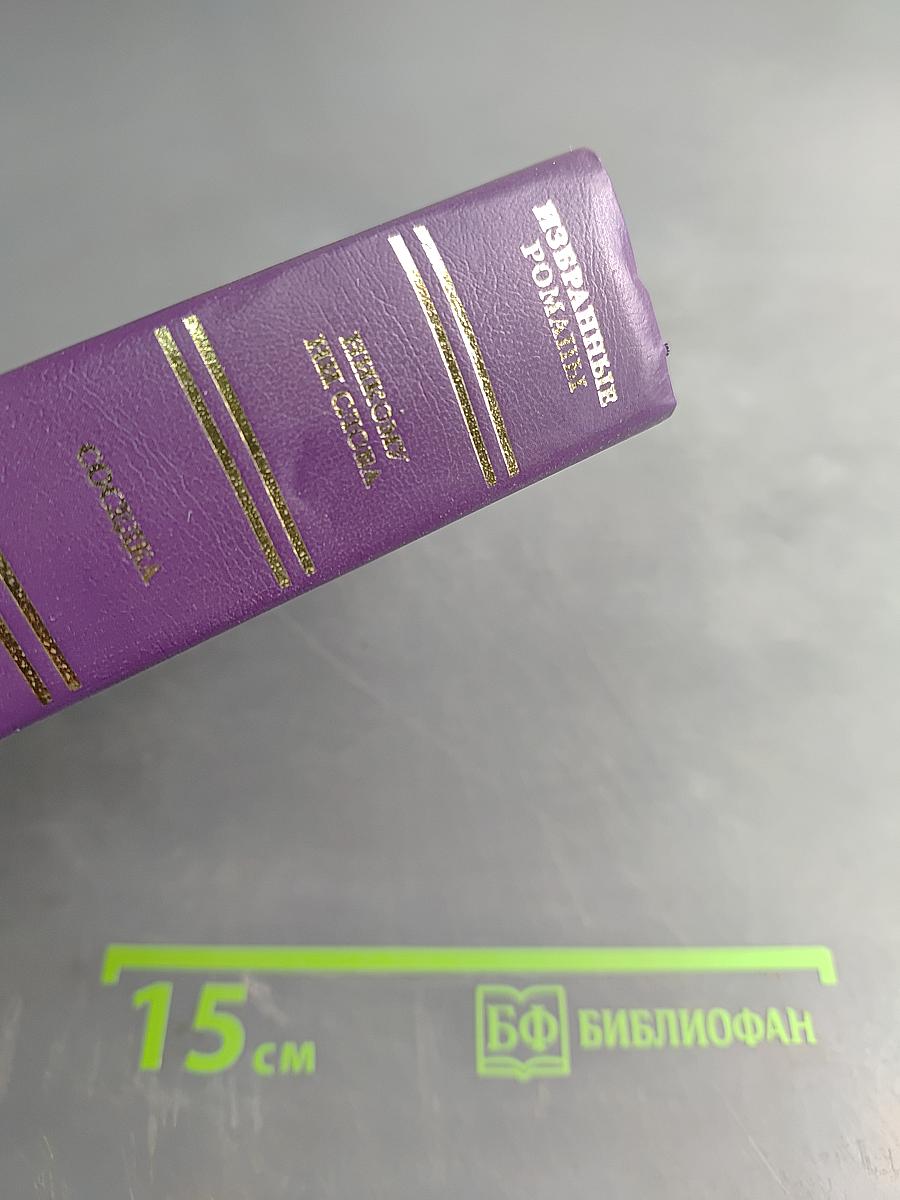 ИЗБРАННЫЕ
РОМАНЫ
НИКОМУ
НИ СЛОВА
СОСЕДКА
15 см
БФ БИБЛИОФАН